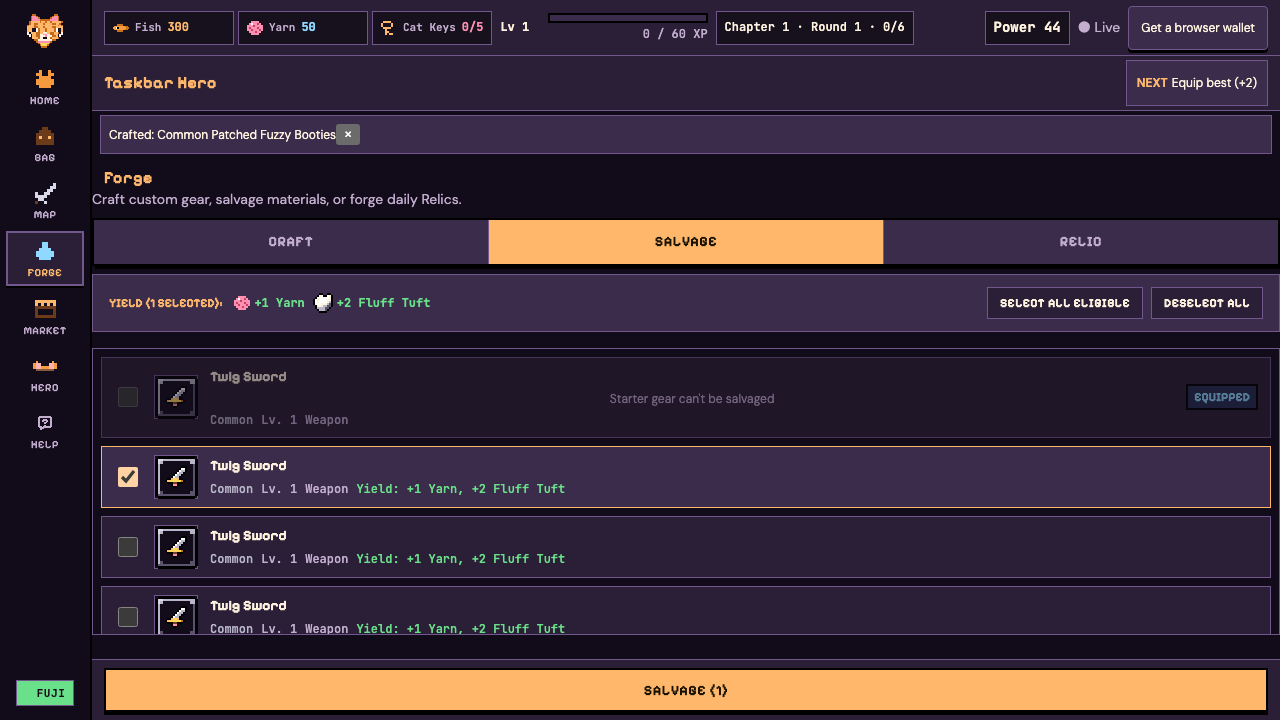 Fish 300
Yarn 50
Cat Keys 0/5
Lv 1
0 / 60 XP
Chapter 1 · Round 1 · 0/6
Power 44
Live
Get a browser wallet
HOME
BAG
MAP
FORGE
MARKET
HERO
HELP
FUJI
Taskbar Hero
NEXT Equip best (+2)
Crafted: Common Patched Fuzzy Booties ×
Forge
Craft custom gear, salvage materials, or forge daily Relics.
CRAFT
SALVAGE
RELIC
YIELD (1 SELECTED): +1 Yarn +2 Fluff Tuft
SELECT ALL ELIGIBLE
DESELECT ALL
Twig Sword
Common Lv. 1 Weapon
Starter gear can't be salvaged
EQUIPPED
Twig Sword
Common Lv. 1 Weapon Yield: +1 Yarn, +2 Fluff Tuft
Twig Sword
Common Lv. 1 Weapon Yield: +1 Yarn, +2 Fluff Tuft
Twig Sword
Common Lv. 1 Weapon Yield: +1 Yarn, +2 Fluff Tuft
SALVAGE (1)